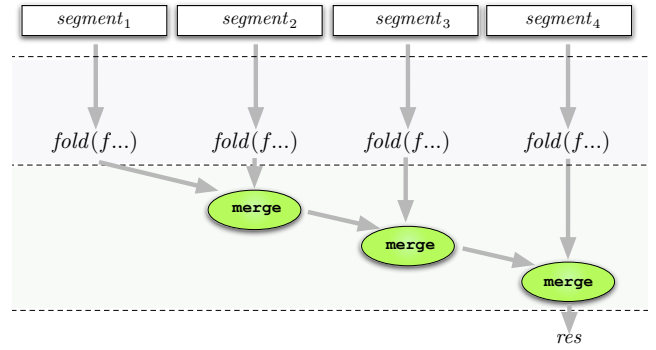 segment₁ segment₂ segment₃ segment₄
fold(f...) fold(f...) fold(f...) fold(f...)
merge
merge
merge
res